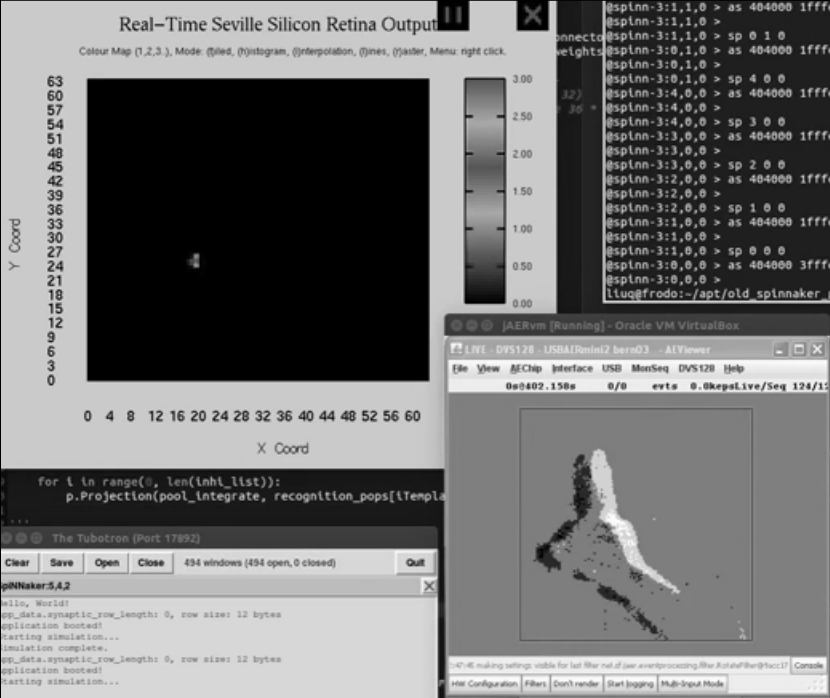 Real-Time Seville Silicon Retina Output
Colour Map (1,2,3..), Mode: (t)iled, (h)istogram, (i)nterpolation, (l)ines, (r)aster, Menu: right click.
63
60
57
54
51
48
45
42
39
36
33
30
27
24
21
18
15
12
9
6
3
0
Y Coord
0 4 8 12 16 20 24 28 32 36 40 44 48 52 56 60
X Coord
3.00
2.50
2.00
1.50
1.00
0.50
0.00
onnecto
weights
32)
36 *
@spinn-3:1,1,0 > as 404000 1fff
@spinn-3:1,1,0 >
@spinn-3:1,1,0 > sp 0 1 0
@spinn-3:0,1,0 > as 404000 1fff
@spinn-3:0,1,0 >
@spinn-3:0,1,0 > sp 4 0 0
@spinn-3:4,0,0 > as 404000 1fff
@spinn-3:4,0,0 >
@spinn-3:4,0,0 > sp 3 0 0
@spinn-3:3,0,0 > as 404000 1fff
@spinn-3:3,0,0 >
@spinn-3:3,0,0 > sp 2 0 0
@spinn-3:2,0,0 > as 404000 1fff
@spinn-3:2,0,0 >
@spinn-3:2,0,0 > sp 1 0 0
@spinn-3:1,0,0 > as 404000 1fff
@spinn-3:1,1,0 >
@spinn-3:1,1,0 > sp 0 0 0
@spinn-3:0,0,0 > as 404000 3fff
@spinn-3:0,0,0 >
liuq@frodo:~/apt/old_spinnaker_
for i in range(0, len(inhi_list)):
p.Projection(pool_integrate, recognition_pops[iTempla
...
The Tubotron (Port 17892)
Clear Save Open Close 494 windows (494 open, 0 closed) Quit
SpiNNaker:5,4,2
Hello, World!
app_data.synaptic_row_length: 0, row size: 12 bytes
Application booted!
Starting simulation...
Simulation complete.
app_data.synaptic_row_length: 0, row size: 12 bytes
Application booted!
Starting simulation...
jAERvm [Running] - Oracle VM VirtualBox
LIVE - DVS128 - USBAERmini2 bern03 - AEViewer
File View AEChip Interface USB MonSeq DVS128 Help
0s@402.158s 0/0 evts 0.0kepsLive/Seq 124/12
:47:45 making settings visible for last filter net.sf.jaer.eventprocessing.filter.RotateFilter@
Console
HW Configuration Filters Don't render Start logging Multi-Input Mode